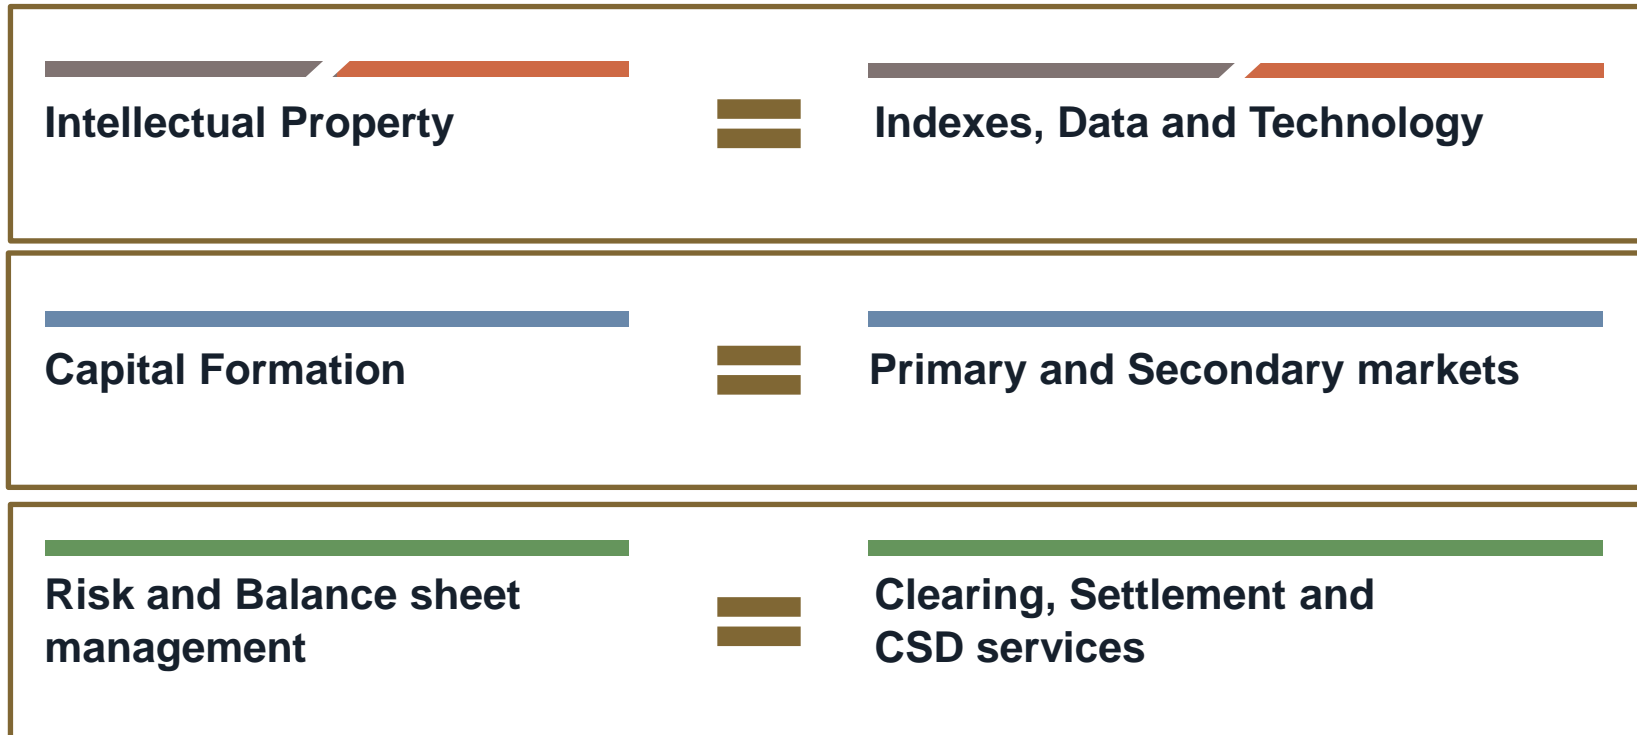 Intellectual Property
Indexes, Data and Technology
Capital Formation
Primary and Secondary markets
Risk and Balance sheet
management
Clearing, Settlement and
CSD services